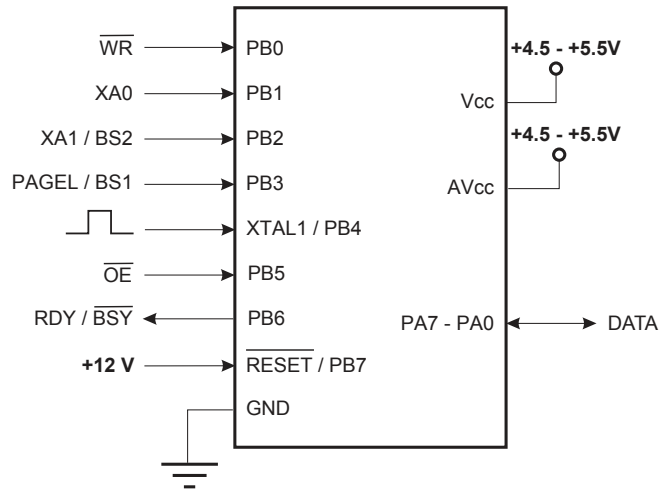 WR PB0 +4.5 - +5.5V
XA0 PB1 Vcc
XA1 / BS2 PB2 +4.5 - +5.5V
PAGEL / BS1 PB3 AVcc
XTAL1 / PB4
OE PB5
RDY / BSY PB6 PA7 - PA0 DATA
+12 V RESET / PB7
GND